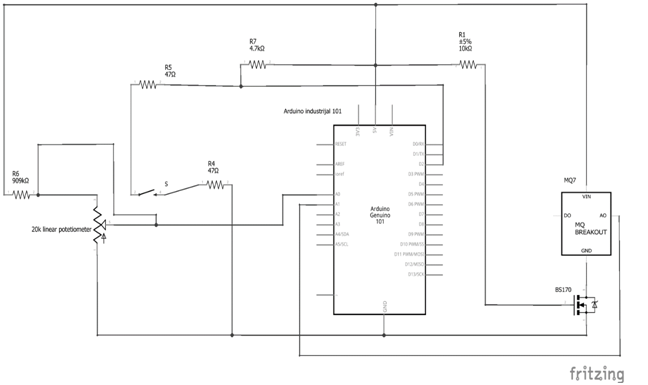 R7
4.7kΩ
R1
±5%
10kΩ
R5
47Ω
Arduino industrijal 101
3V3
5V
VIN
RESET
AREF
ioref
A0
A1
A2
A3
A4/SDA
A5/SCL
D0/RX
D1/TX
D2
D3 PWM
D4
D5 PWM
D6 PWM
D7
D8
D9 PWM
D10 PWM/SS
D11 PWM/MOSI
D12/MISO
D13/SCK
Arduino
Genuino
101
GND
R6
909kΩ
S
R4
47Ω
20k linear potetiometer
MQ7
VIN
DO
AO
MQ
BREAKOUT
GND
BS170
fritzing